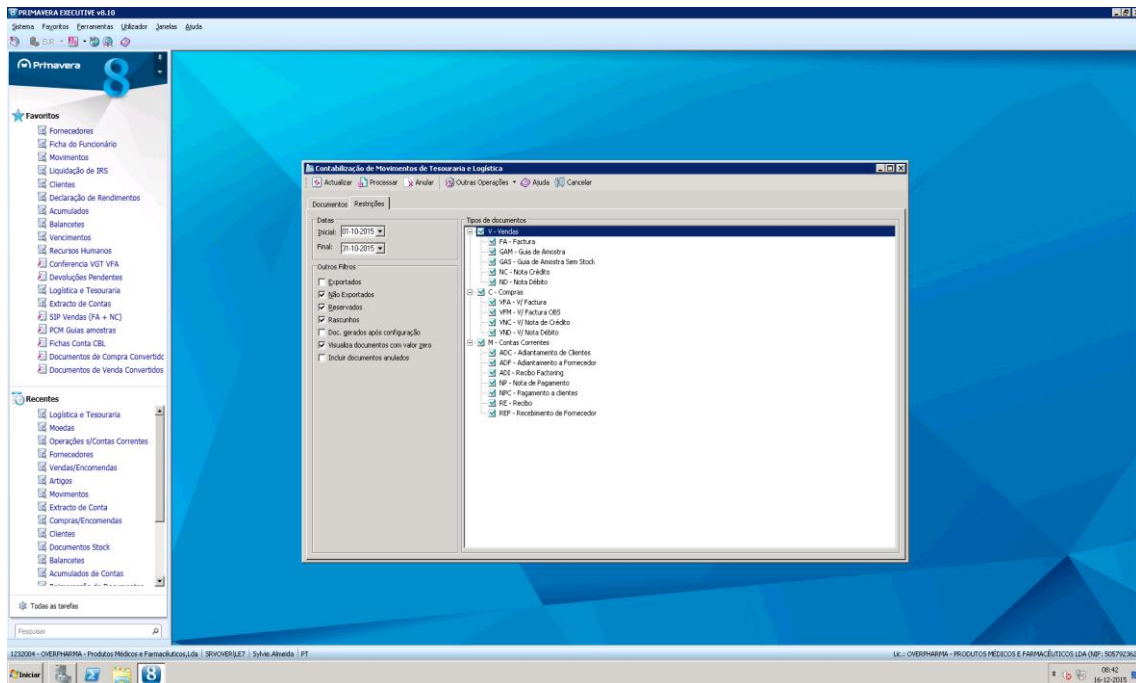 PRIMAVERA EXECUTIVE v8.10
Sistema Favoritos Ferramentas Utilizador Janelas Ajuda
EUR
Primavera 8
Favoritos
Fornecedores
Ficha do Funcionário
Movimentos
Liquidação de IRS
Clientes
Declaração de Rendimentos
Acumulados
Balancetes
Vencimentos
Recursos Humanos
Conferencia VGT VFA
Devoluções Pendentes
Logística e Tesouraria
Extracto de Contas
SIP Vendas (FA + NC)
PCM Guias amostras
Fichas Conta CBL
Documentos de Compra Convertidc
Documentos de Venda Convertidos
Recentes
Logística e Tesouraria
Moedas
Operações s/Contas Correntes
Fornecedores
Vendas/Encomendas
Artigos
Movimentos
Extracto de Conta
Compras/Encomendas
Clientes
Documentos Stock
Balancetes
Acumulados de Contas
Todas as tarefas
Pesquisar
Contabilização de Movimentos de Tesouraria e Logística
Actualizar Processar Anular Outras Operações Ajuda Cancelar
Documentos Restrições
Datas
Inicial: 01-10-2015
Final: 31-10-2015
Outros Filtros
Exportados
Não Exportados
Reservados
Rascunhos
Doc. gerados após configuração
Visualiza documentos com valor zero
Incluir documentos anulados
Tipos de documentos
V - Vendas
FA - Factura
GAM - Guia de Amostra
GAS - Guia de Amostra Sem Stock
NC - Nota Crédito
ND - Nota Débito
C - Compras
VFA - V/ Factura
VFM - V/ Factura OBS
VNC - V/ Nota de Crédito
VND - V/ Nota Débito
M - Contas Correntes
ADC - Adiantamento de Clientes
ADF - Adiantamento a Fornecedor
ADI - Recibo Factoring
NP - Nota de Pagamento
NPC - Pagamento a clientes
RE - Recibo
REF - Recebimento de Fornecedor
1232004 - OVERPHARMA - Produtos Médicos e Farmacêuticos,Lda SRVOVER\LE7 Sylvie.Almeida PT
Lic.: OVERPHARMA - PRODUTOS MÉDICOS E FARMACÊUTICOS LDA (NIF: 50579236
Iniciar
8
08:42
16-12-2015